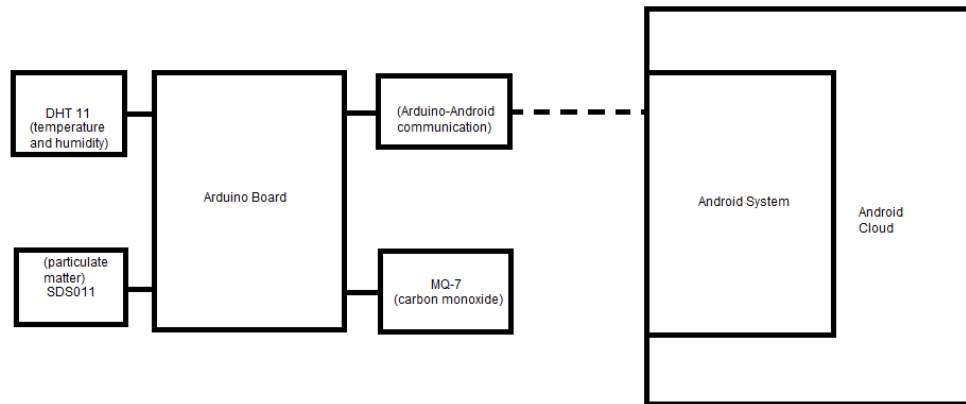 DHT 11
(temperature
and humidity)
(particulate
matter)
SDS011
Arduino Board
(Arduino-Android
communication)
MQ-7
(carbon monoxide)
Android System
Android
Cloud